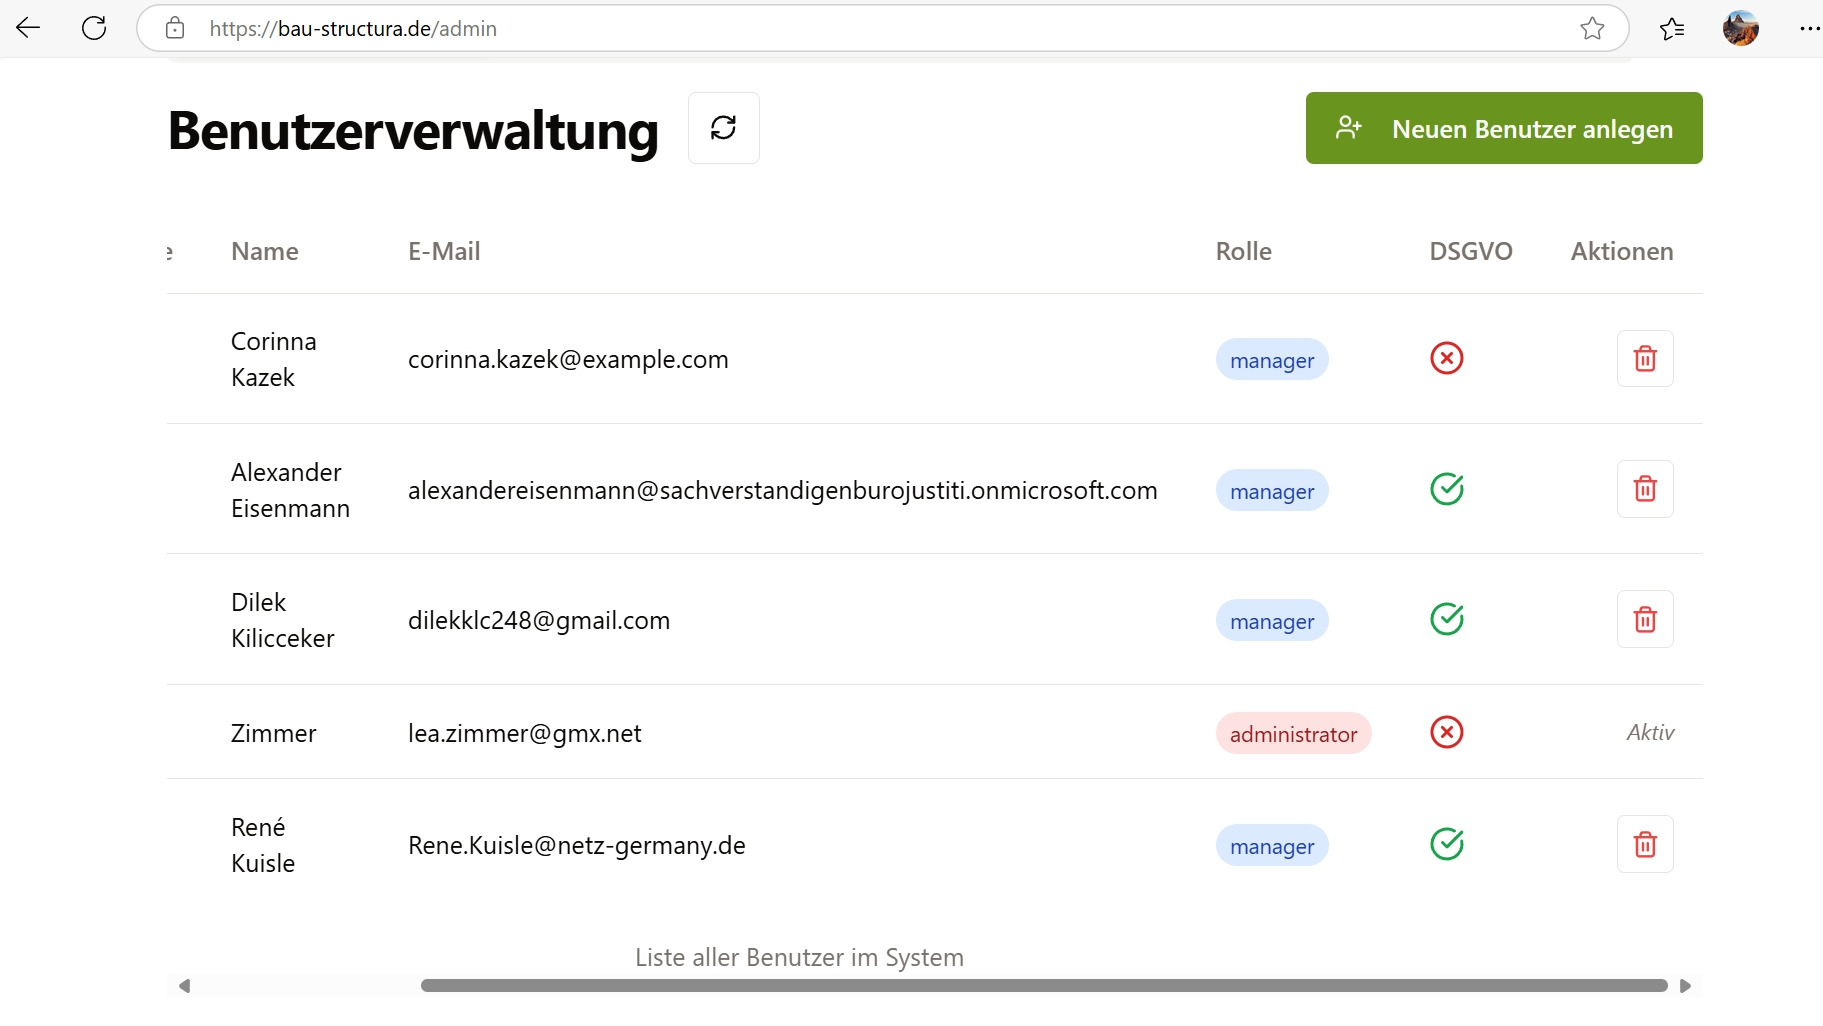 https://bau-structura.de/admin
Benutzerverwaltung
Neuen Benutzer anlegen
e Name E-Mail Rolle DSGVO Aktionen
Corinna
Kazek
corinna.kazek@example.com
manager
Alexander
Eisenmann
alexandereisenmann@sachverstandigenburojustiti.onmicrosoft.com
manager
Dilek
Kilicceker
dilekklc248@gmail.com
manager
Zimmer
lea.zimmer@gmx.net
administrator
Aktiv
René
Kuisle
Rene.Kuisle@netz-germany.de
manager
Liste aller Benutzer im System